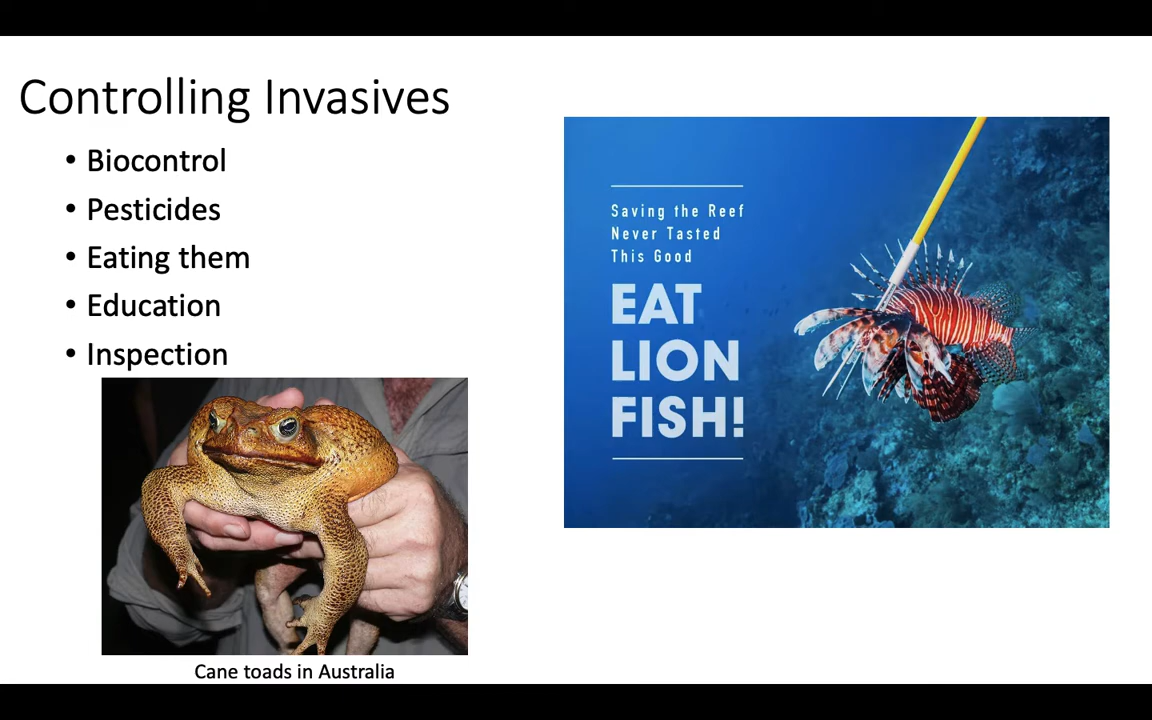 Controlling Invasives
• Biocontrol
• Pesticides
• Eating them
• Education
• Inspection
Cane toads in Australia
Saving the Reef
Never Tasted
This Good
EAT
LION
FISH!